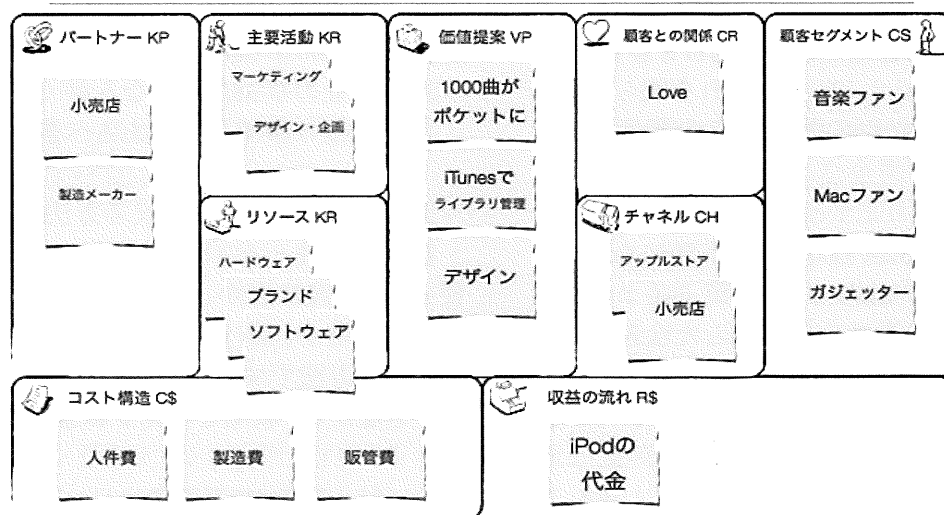 パートナー KP
小売店
製造メーカー
主要活動 KR
マーケティング
デザイン・企画
リソース KR
ハードウェア
ブランド
ソフトウェア
価値提案 VP
1000曲が
ポケットに
iTunesで
ライブラリ管理
デザイン
顧客との関係 CR
Love
チャネル CH
アップルストア
小売店
顧客セグメント CS
音楽ファン
Macファン
ガジェッター
コスト構造 C$
人件費
製造費
販管費
収益の流れ R$
iPodの
代金